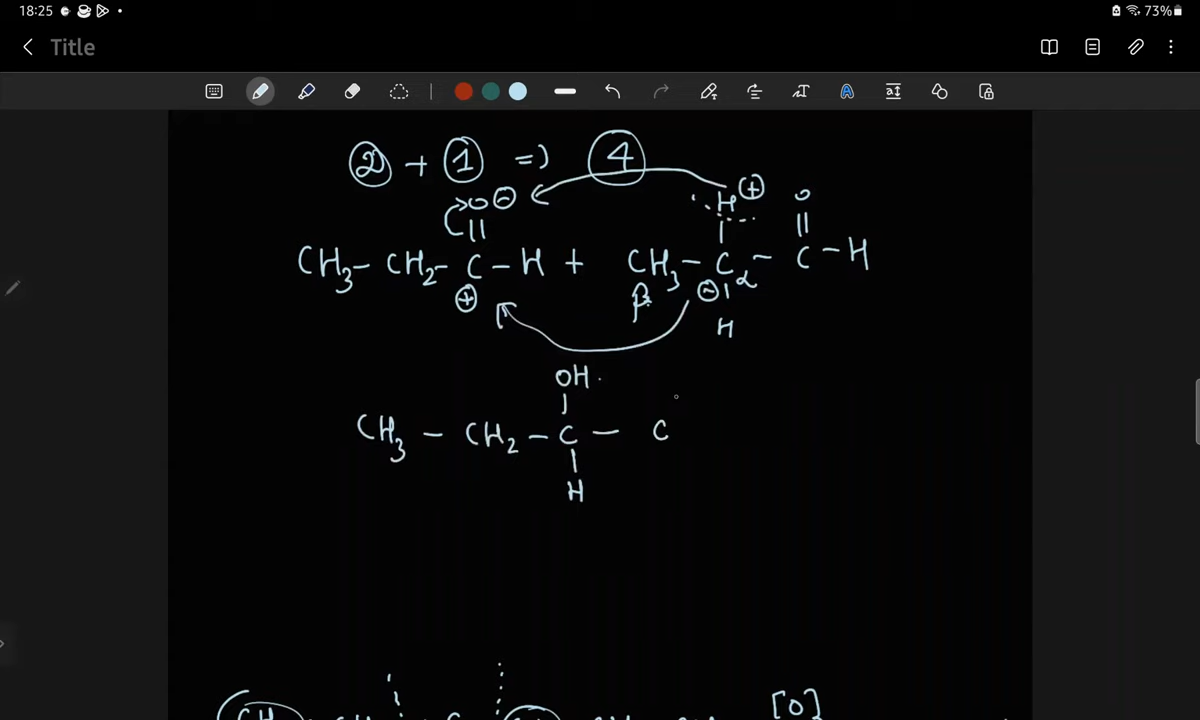 18:25 73%
Title
② + ① => ④
O ⊖ H ⊕ O
CH3 - CH2 - C - H + CH3 - C - C - H
⊕ β ⊖ α
H
OH
CH3 - CH2 - C - C
H
[O]